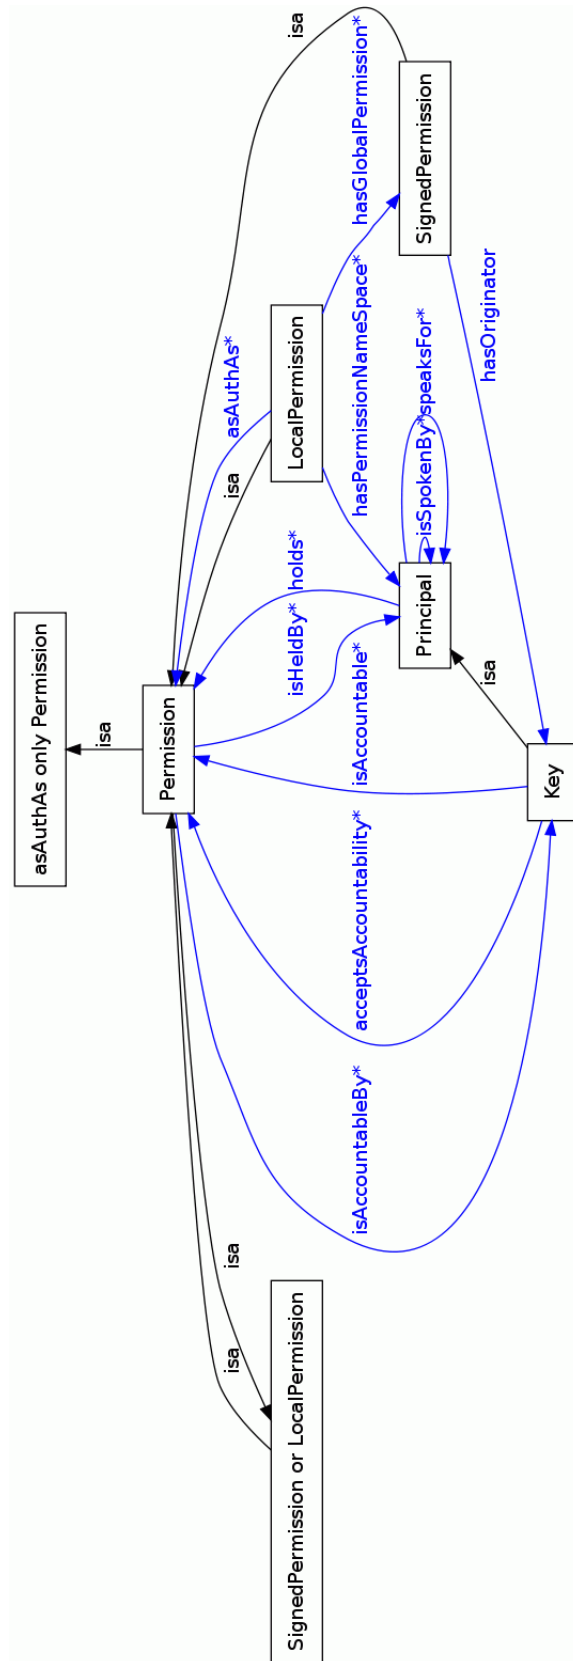 asAuthAs only Permission
isa
SignedPermission or LocalPermission
isa
isa
Permission
isAccountableBy*
acceptsAccountability*
isAccountable*
isHeldBy*
holds*
isa
asAuthAs*
isa
LocalPermission
hasPermissionNameSpace*
hasGlobalPermission*
Principal
isSpokenBy*
speaksFor*
SignedPermission
isa
hasOriginator
Key